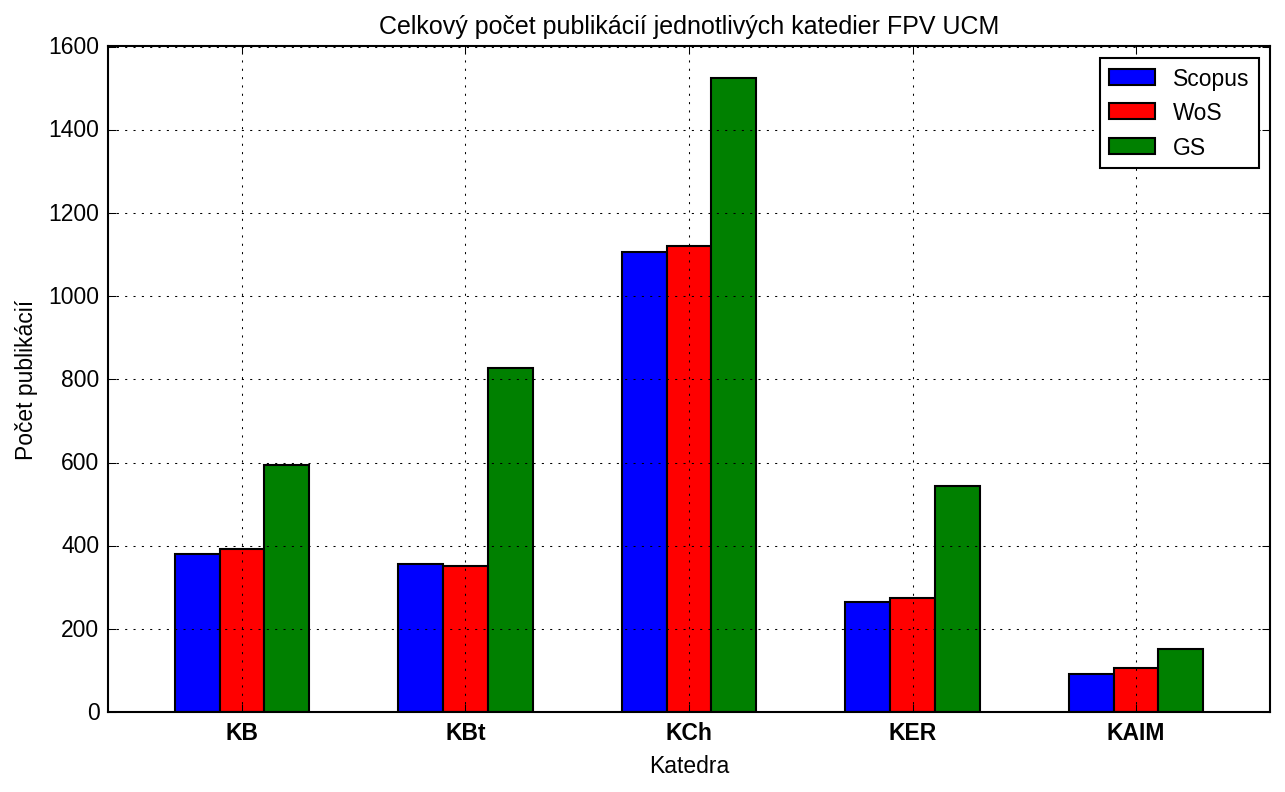 Celkový počet publikácií jednotlivých katedier FPV UCM
1600
1400
1200
1000
800
600
400
200
0
Počet publikácií
Scopus
WoS
GS
KB
KBt
KCh
KER
KAIM
Katedra